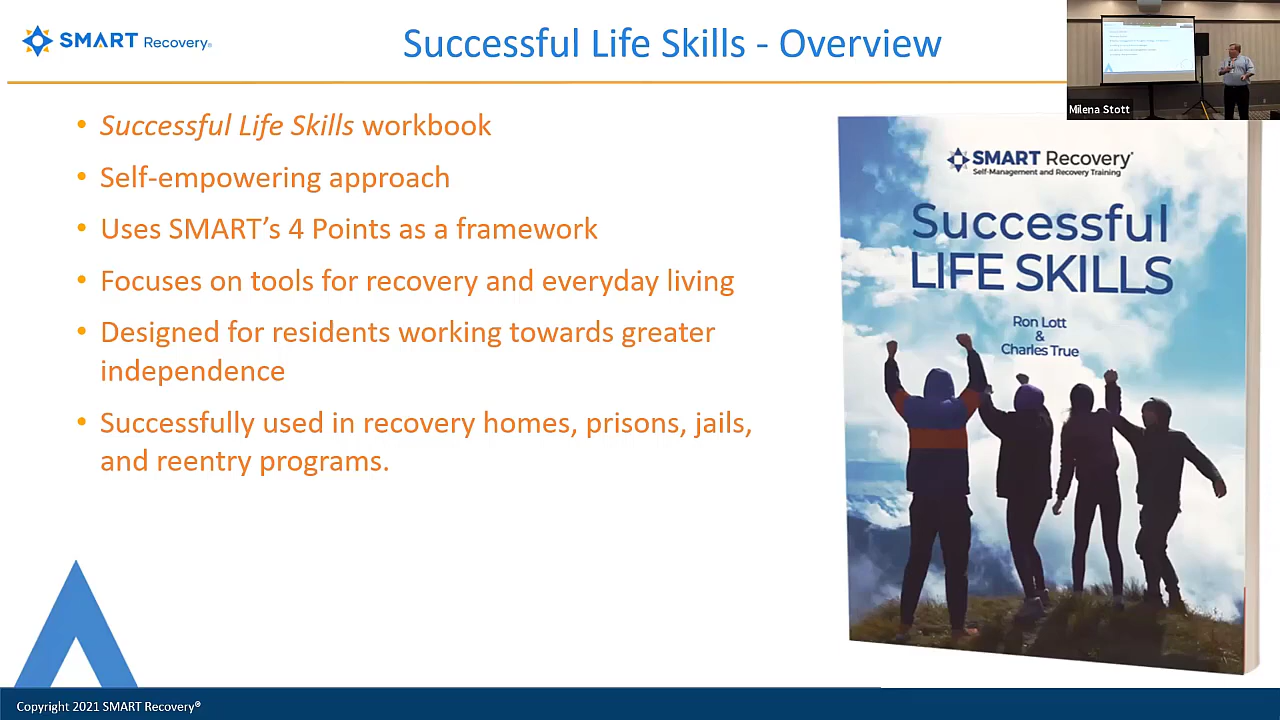 SMART Recovery®
Successful Life Skills - Overview
Milena Stott
• Successful Life Skills workbook
• Self-empowering approach
• Uses SMART’s 4 Points as a framework
• Focuses on tools for recovery and everyday living
• Designed for residents working towards greater
independence
• Successfully used in recovery homes, prisons, jails,
and reentry programs.
SMART Recovery®
Self-Management and Recovery Training
Successful
LIFE SKILLS
Ron Lott
&
Charles True
Copyright 2021 SMART Recovery®